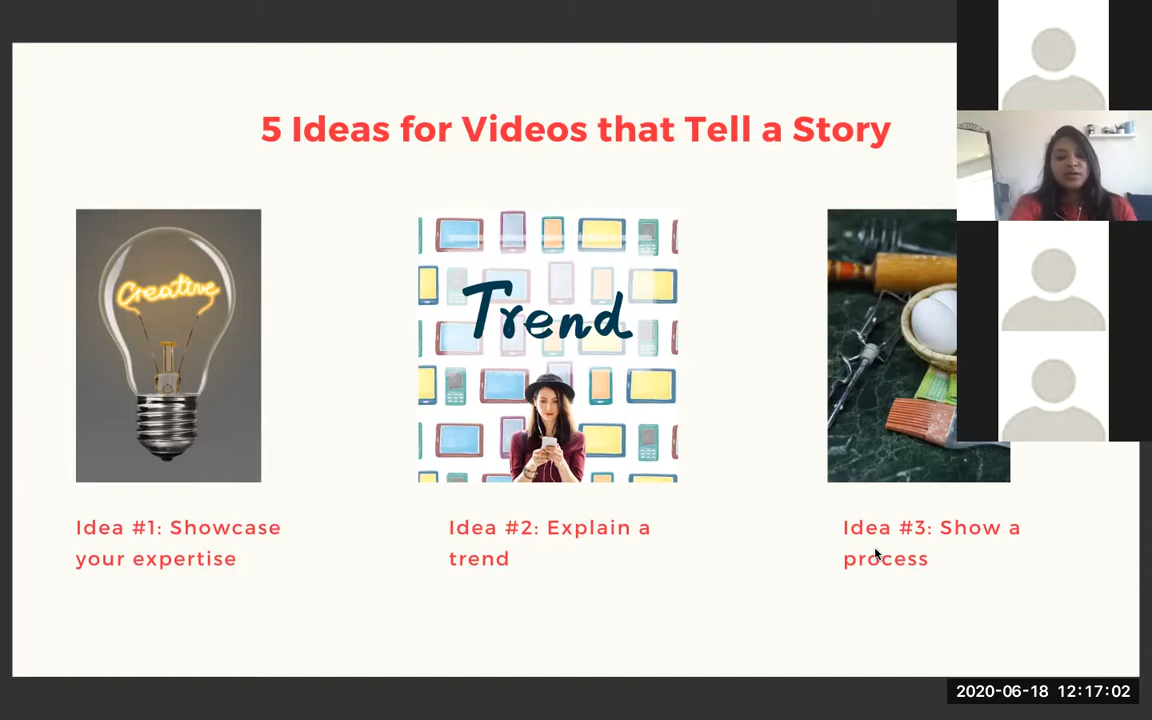 5 Ideas for Videos that Tell a Story
Creative
Trend
Idea #1: Showcase
your expertise
Idea #2: Explain a
trend
Idea #3: Show a
process
2020-06-18 12:17:02